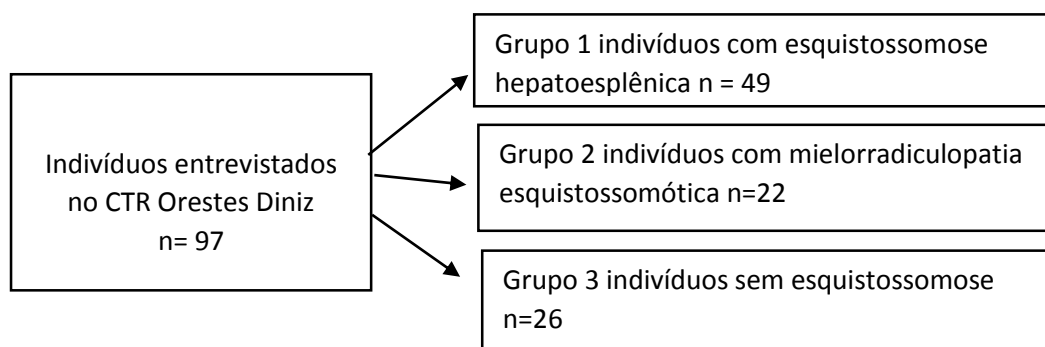 Indivíduos entrevistados
no CTR Orestes Diniz
n= 97
Grupo 1 indivíduos com esquistossomose
hepatoesplênica n = 49
Grupo 2 indivíduos com mielorradiculopatia
esquistossomótica n=22
Grupo 3 indivíduos sem esquistossomose
n=26